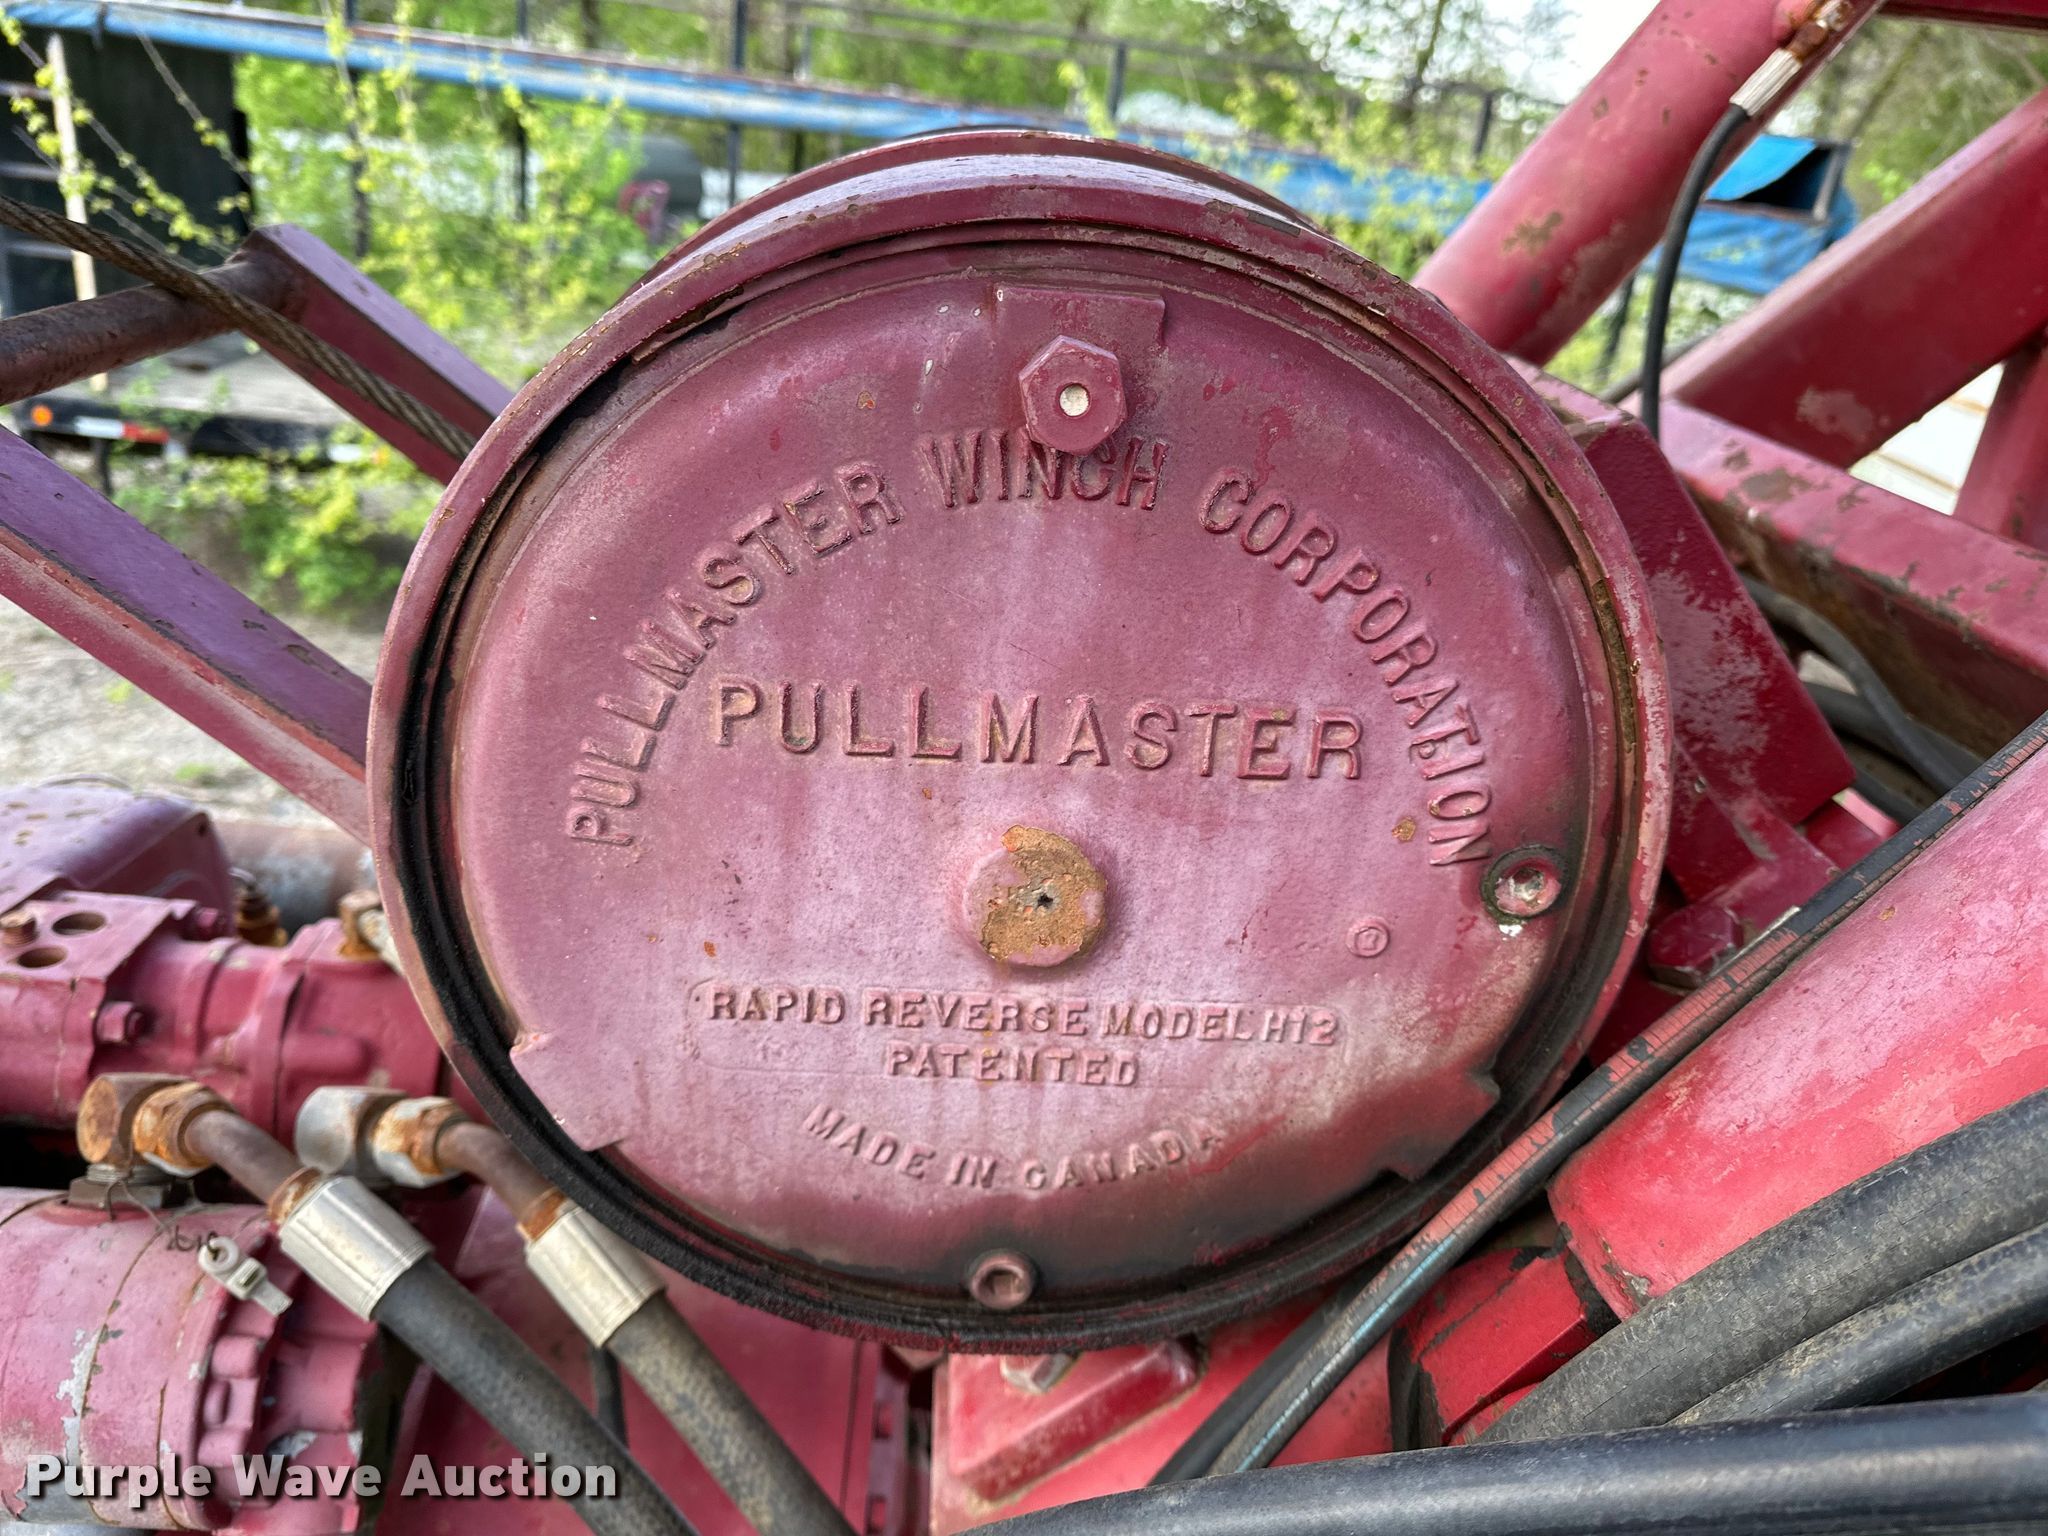 PULLMASTER WINCH CORPORATION
PULLMASTER
RAPID REVERSE MODEL H12
PATENTED
MADE IN CANADA
Purple Wave Auction